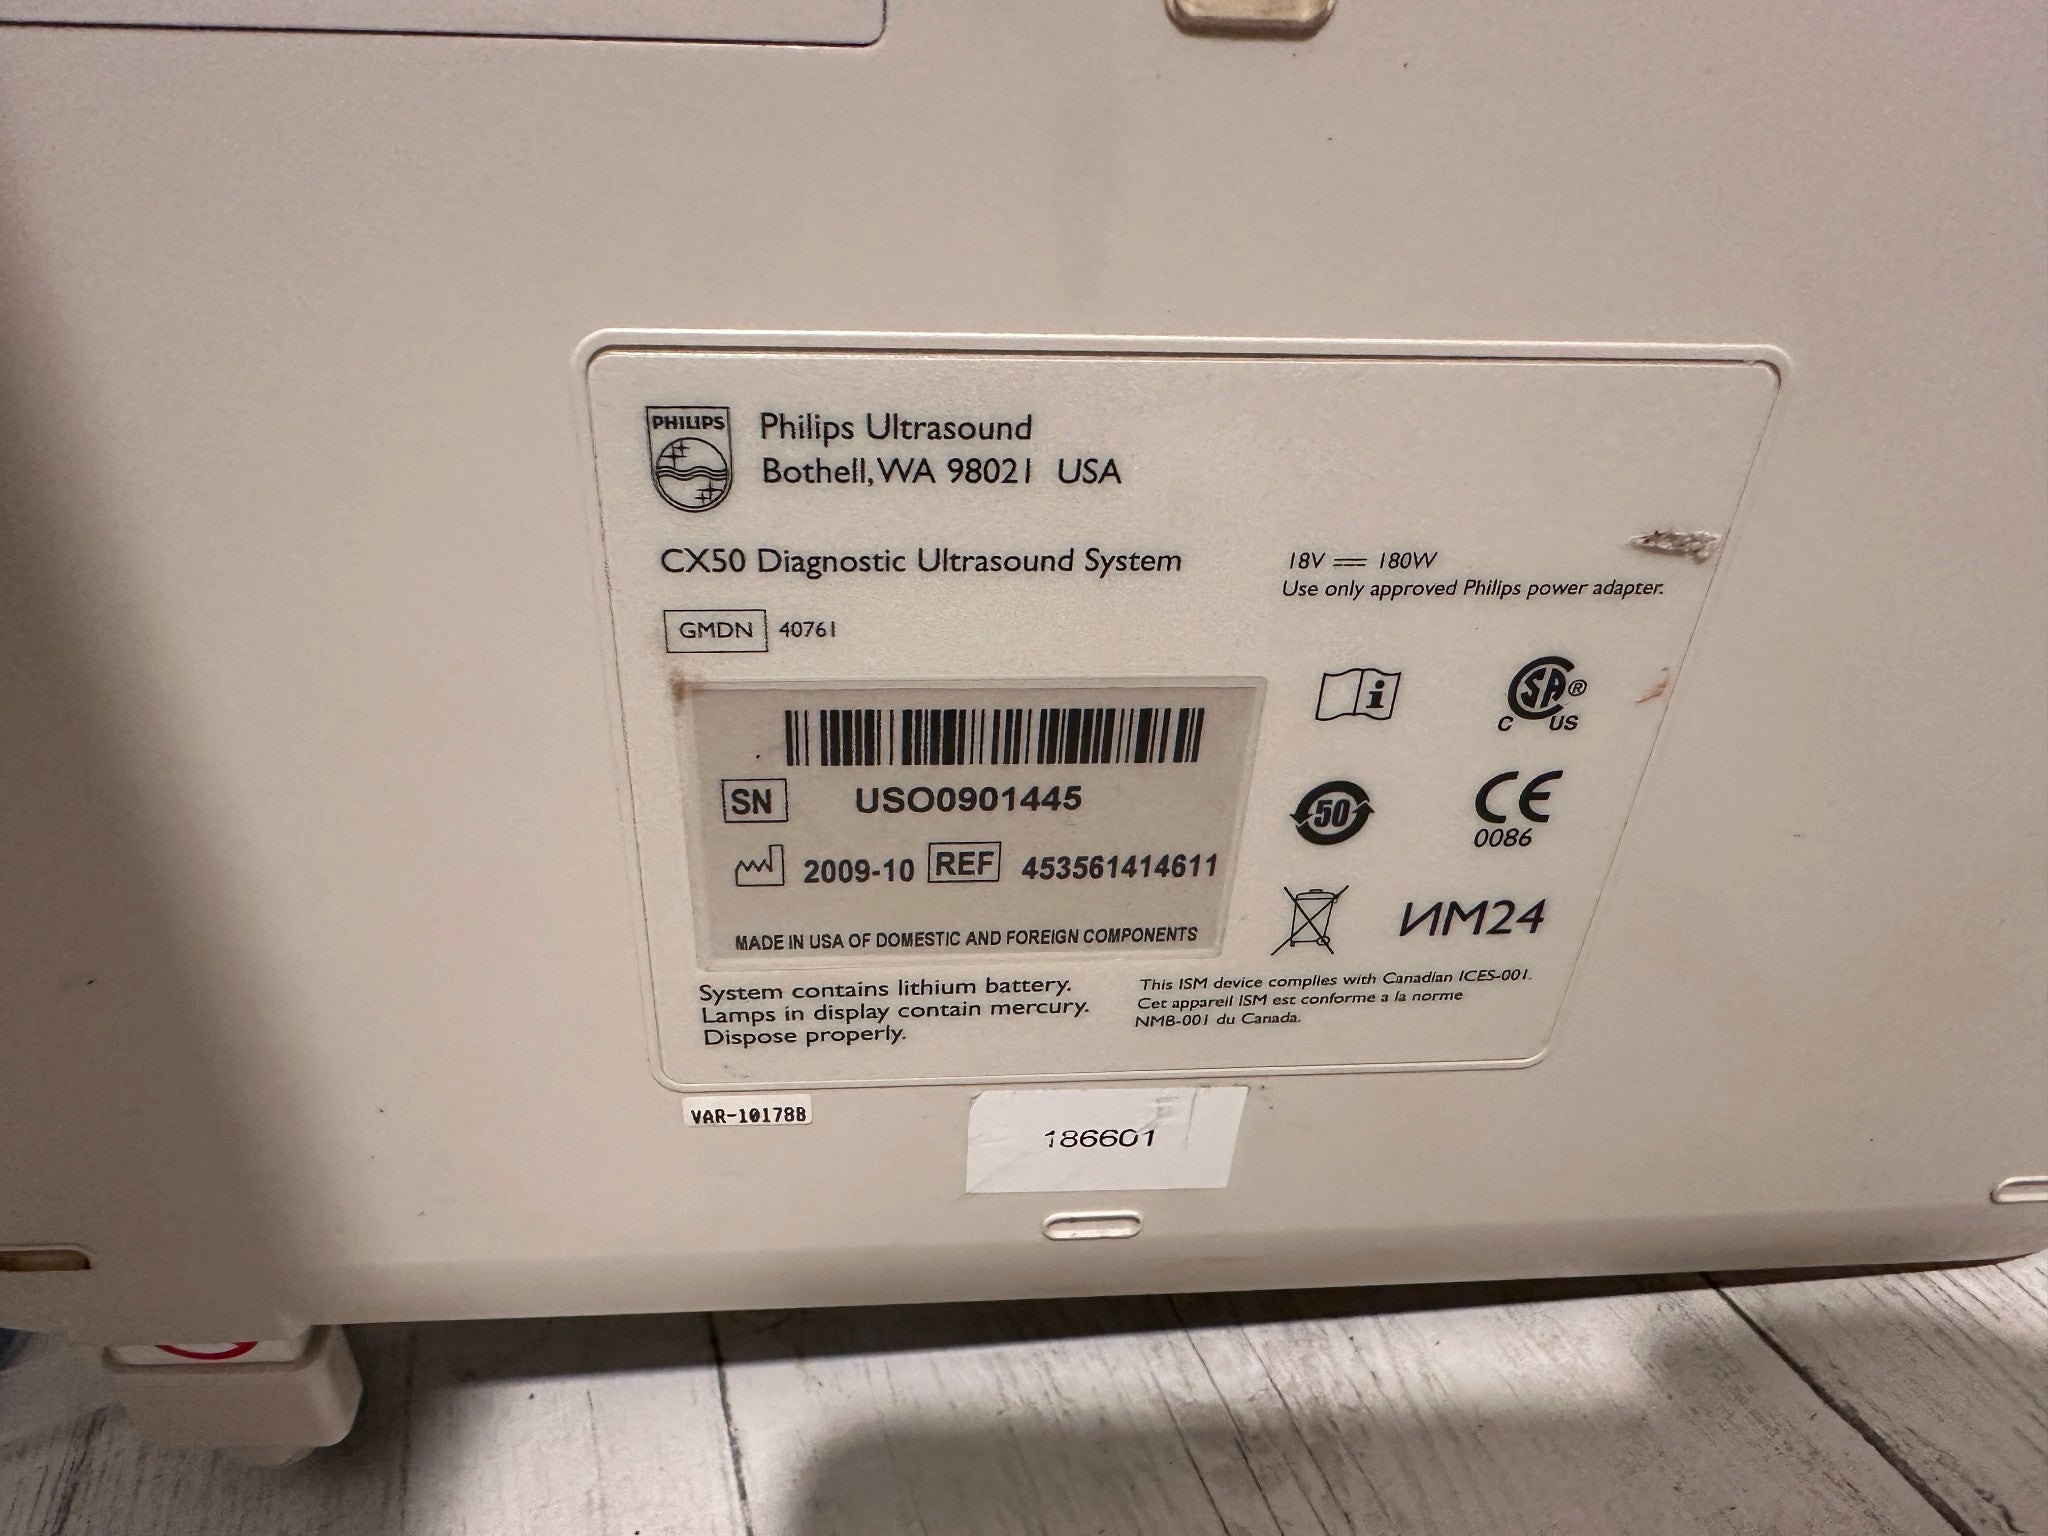 PHILIPS
Philips Ultrasound
Bothell, WA 98021 USA
CX50 Diagnostic Ultrasound System
18V ⎓ 180W
Use only approved Philips power adapter.
GMDN 40761
SN USO0901445
2009-10 REF 453561414611
MADE IN USA OF DOMESTIC AND FOREIGN COMPONENTS
i
CSA®
C US
50
CE
0086
ИM24
System contains lithium battery.
Lamps in display contain mercury.
Dispose properly.
This ISM device complies with Canadian ICES-001.
Cet appareil ISM est conforme a la norme
NMB-001 du Canada.
VAR-10178B
186601